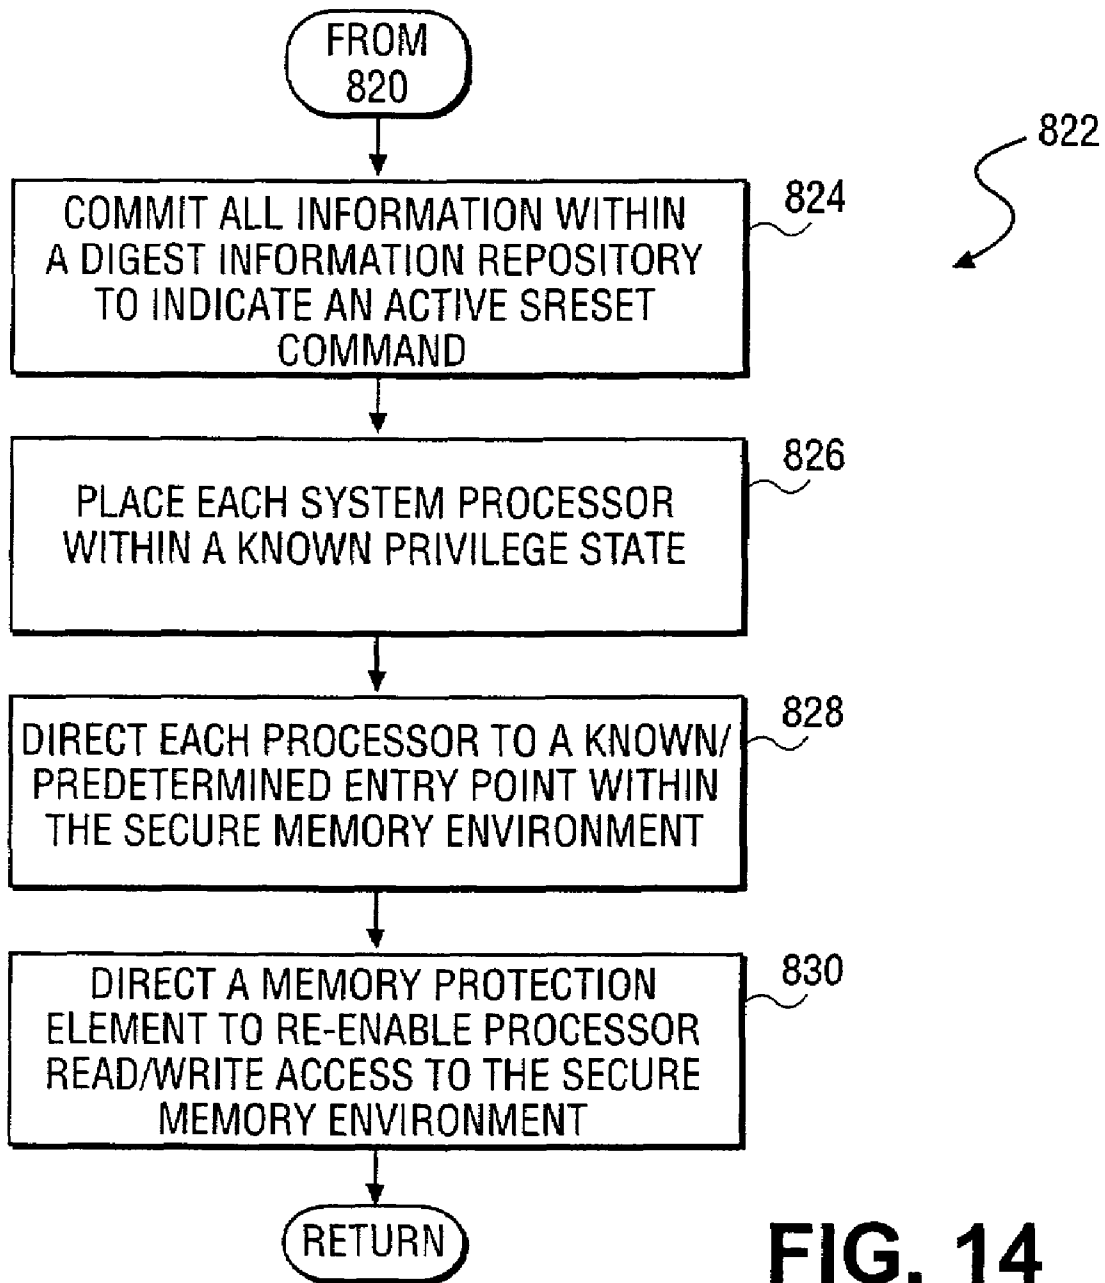 FROM
820
822
COMMIT ALL INFORMATION WITHIN
A DIGEST INFORMATION REPOSITORY
TO INDICATE AN ACTIVE SRESET
COMMAND
824
PLACE EACH SYSTEM PROCESSOR
WITHIN A KNOWN PRIVILEGE STATE
826
DIRECT EACH PROCESSOR TO A KNOWN/
PREDETERMINED ENTRY POINT WITHIN
THE SECURE MEMORY ENVIRONMENT
828
DIRECT A MEMORY PROTECTION
ELEMENT TO RE-ENABLE PROCESSOR
READ/WRITE ACCESS TO THE SECURE
MEMORY ENVIRONMENT
830
RETURN
FIG. 14